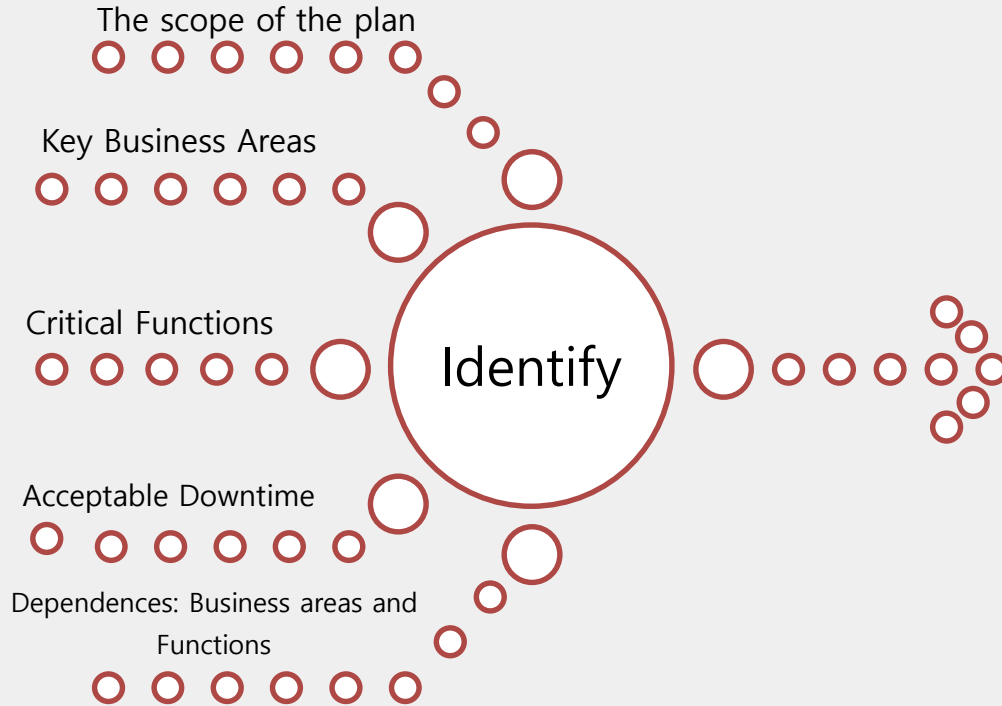 The scope of the plan
Key Business Areas
Critical Functions
Identify
Acceptable Downtime
Dependences: Business areas and
Functions